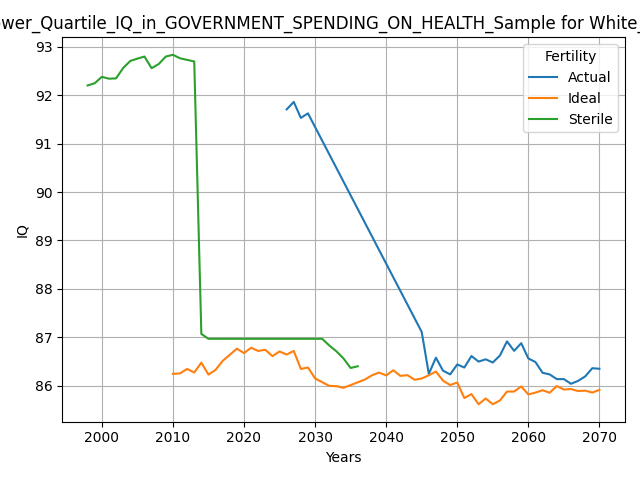 ower_Quartile_IQ_in_GOVERNMENT_SPENDING_ON_HEALTH_Sample for White_
Fertility
Actual
Ideal
Sterile
93
92
91
90
89
88
87
86
IQ
2000 2010 2020 2030 2040 2050 2060 2070
Years